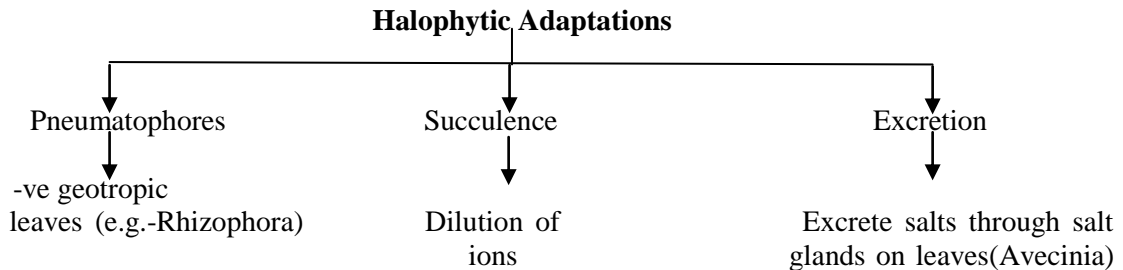 Halophytic Adaptations
Pneumatophores Succulence Excretion
-ve geotropic
leaves (e.g.-Rhizophora)
Dilution of
ions
Excrete salts through salt
glands on leaves(Avecinia)